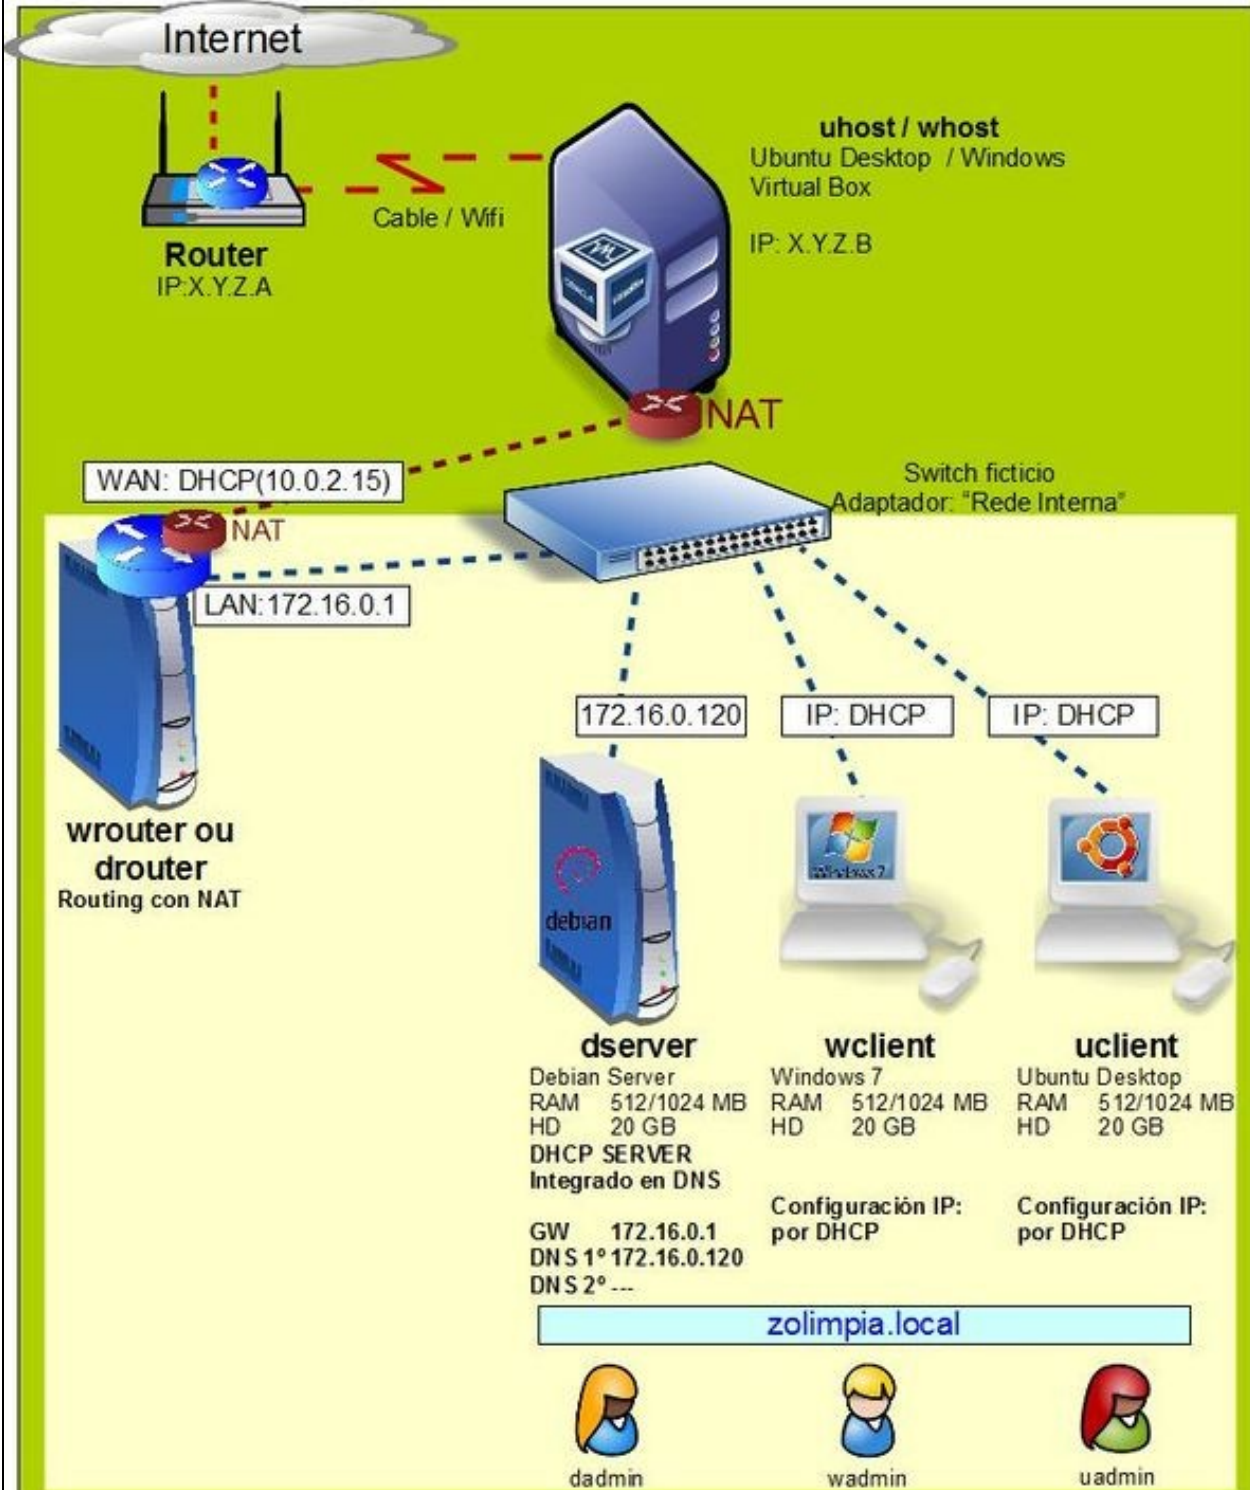 Internet
uhost / whost
Ubuntu Desktop / Windows
Virtual Box
IP: X.Y.Z.B
Cable / Wifi
Router
IP:X.Y.Z.A
ORACLE
NAT
WAN: DHCP(10.0.2.15)
Switch ficticio
Adaptador: "Rede Interna"
NAT
LAN:172.16.0.1
172.16.0.120
IP: DHCP
IP: DHCP
wrouter ou
drouter
Routing con NAT
debian
Windows 7
dserver
Debian Server
RAM 512/1024 MB
HD 20 GB
DHCP SERVER
Integrado en DNS
GW 172.16.0.1
DNS 1º 172.16.0.120
DNS 2º ---
wclient
Windows 7
RAM 512/1024 MB
HD 20 GB
Configuración IP:
por DHCP
uclient
Ubuntu Desktop
RAM 512/1024 MB
HD 20 GB
Configuración IP:
por DHCP
zolimpia.local
dadmin
wadmin
uadmin